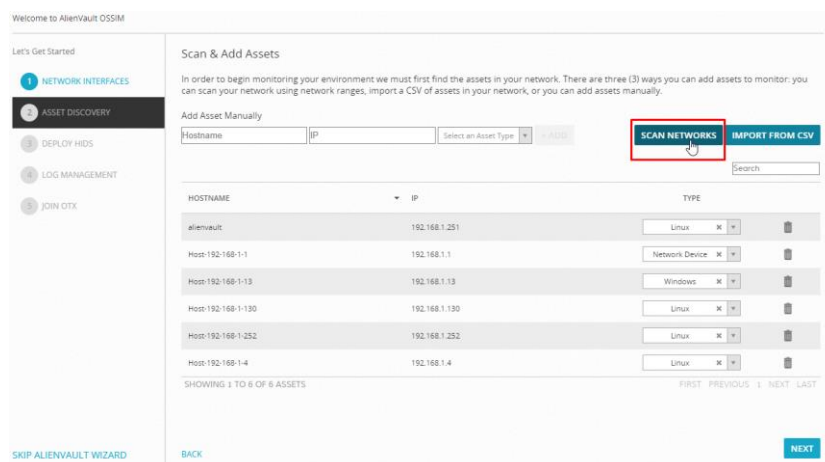 Welcome to AlienVault OSSIM
Let's Get Started
1 NETWORK INTERFACES
2 ASSET DISCOVERY
3 DEPLOY HIDS
4 LOG MANAGEMENT
5 JOIN OTX
Scan & Add Assets
In order to begin monitoring your environment we must first find the assets in your network. There are three (3) ways you can add assets to monitor: you
can scan your network using network ranges, import a CSV of assets in your network, or you can add assets manually.
Add Asset Manually
Hostname IP Select an Asset Type + ADD SCAN NETWORKS IMPORT FROM CSV
Search
HOSTNAME IP TYPE
alienvault 192.168.1.251 Linux
Host-192-168-1-1 192.168.1.1 Network Device
Host-192-168-1-13 192.168.1.13 Windows
Host-192-168-1-130 192.168.1.130 Linux
Host-192-168-1-252 192.168.1.252 Linux
Host-192-168-1-4 192.168.1.4 Linux
SHOWING 1 TO 6 OF 6 ASSETS FIRST PREVIOUS 1 NEXT LAST
SKIP ALIENVAULT WIZARD BACK NEXT